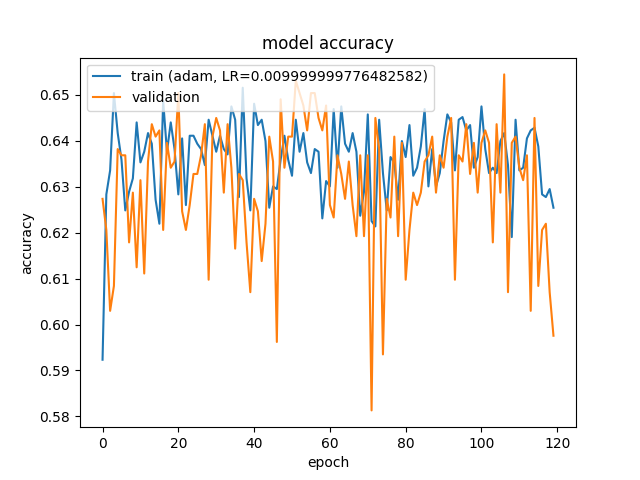 model accuracy
train (adam, LR=0.009999999776482582)
validation
accuracy
0.65
0.64
0.63
0.62
0.61
0.60
0.59
0.58
0 20 40 60 80 100 120
epoch